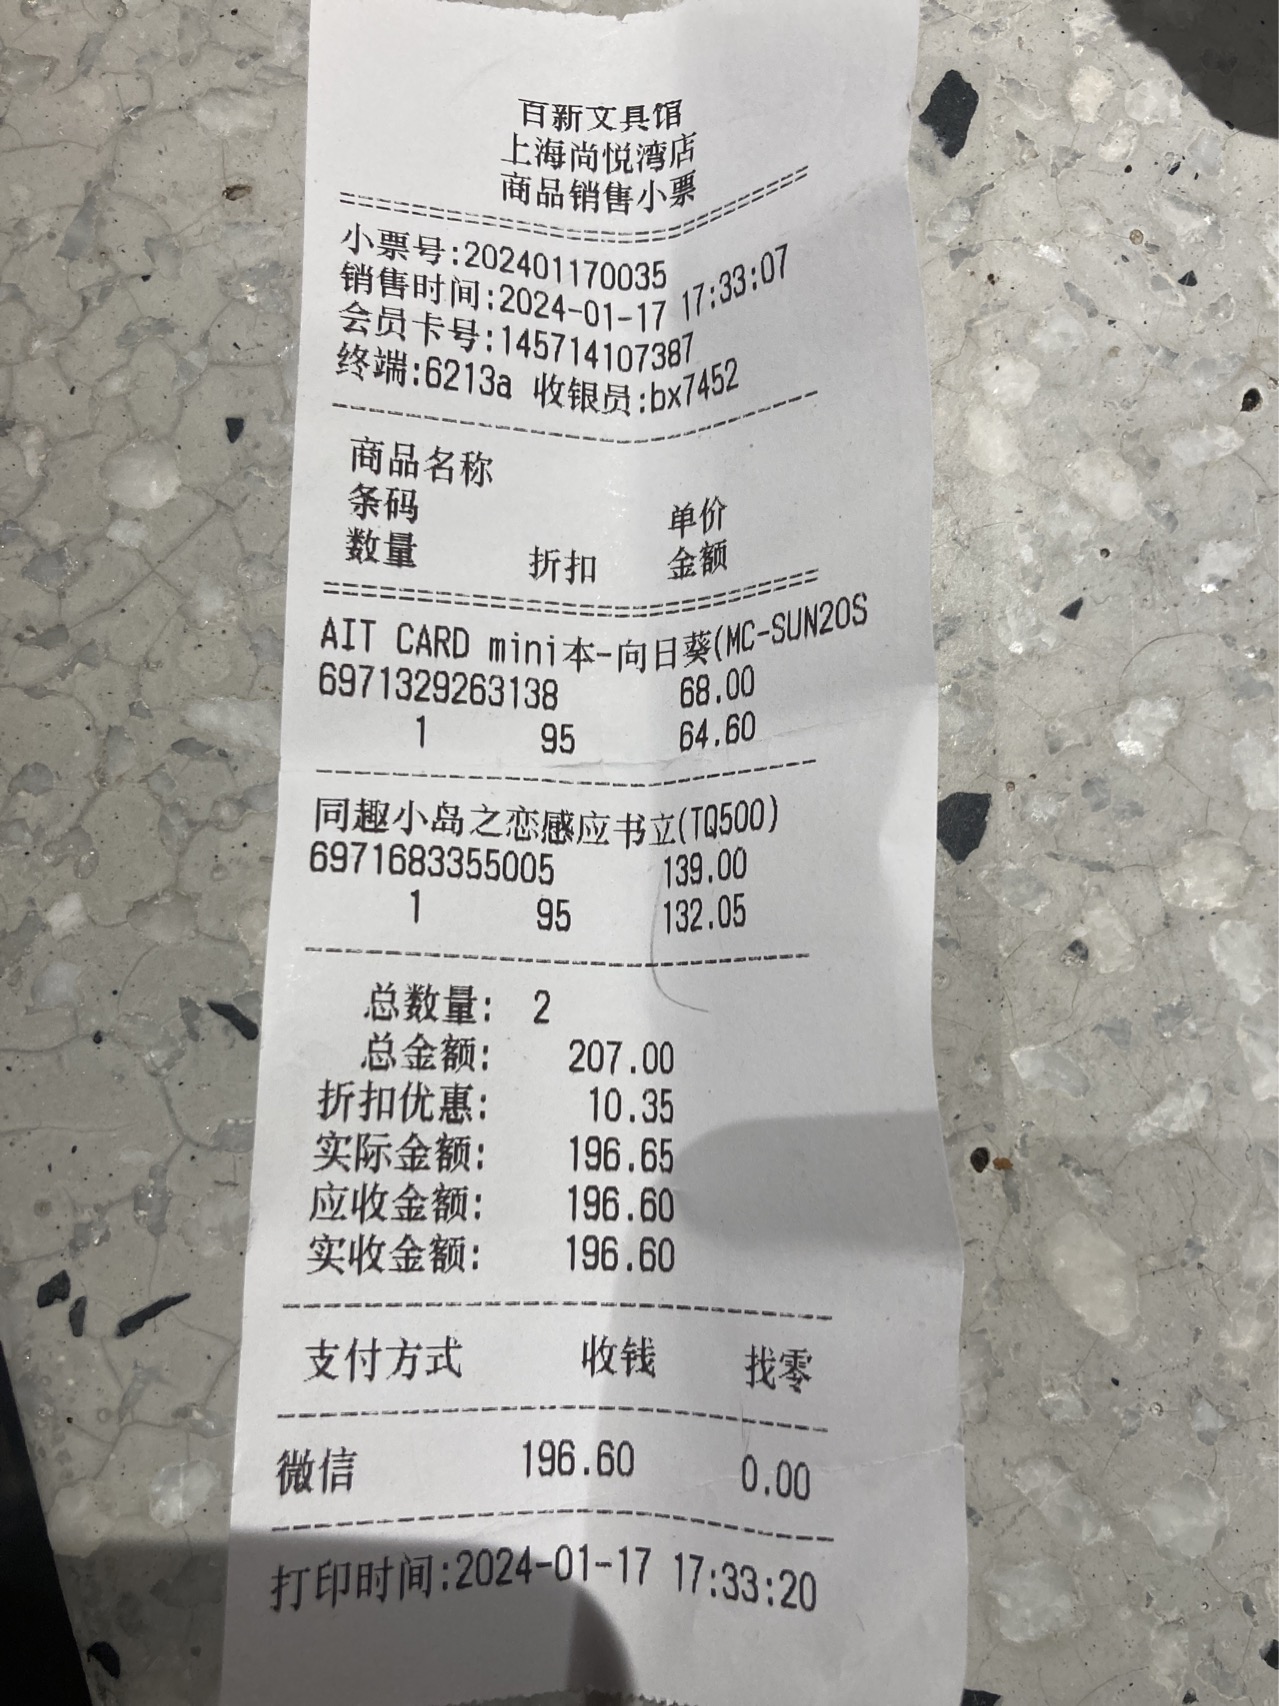 百新文具馆
上海尚悦湾店
商品销售小票
小票号:202401170035
销售时间:2024-01-17 17:33:07
会员卡号:145714107387
终端:6213a 收银员:bx7452
商品名称
条码 单价
数量 折扣 金额
AIT CARD mini本-向日葵(MC-SUN20S
6971329263138 68.00
1 95 64.60
同趣小岛之恋感应书立(TQ500)
6971683355005 139.00
1 95 132.05
总数量: 2
总金额: 207.00
折扣优惠: 10.35
实际金额: 196.65
应收金额: 196.60
实收金额: 196.60
支付方式 收钱 找零
微信 196.60 0.00
打印时间:2024-01-17 17:33:20